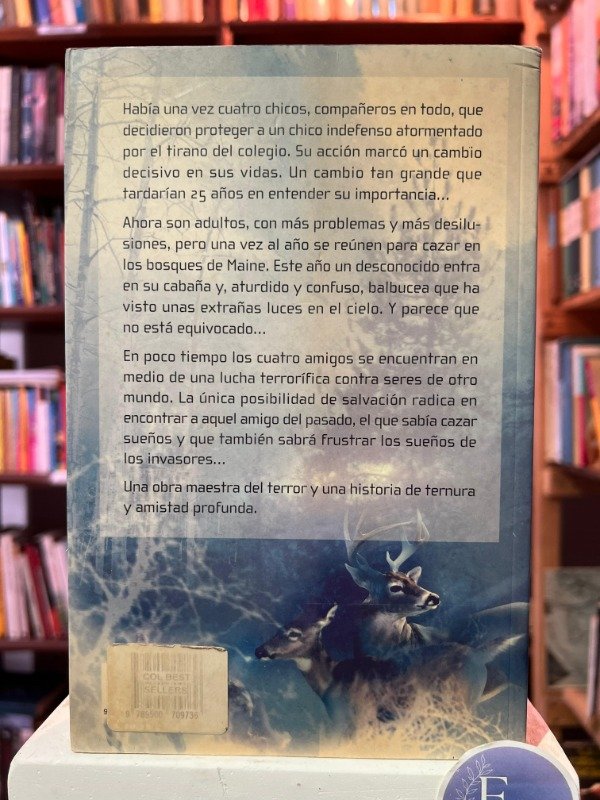 Había una vez cuatro chicos, compañeros en todo, que
decidieron proteger a un chico indefenso atormentado
por el tirano del colegio. Su acción marcó un cambio
decisivo en sus vidas. Un cambio tan grande que
tardarían 25 años en entender su importancia...
Ahora son adultos, con más problemas y más desilu-
siones, pero una vez al año se reúnen para cazar en
los bosques de Maine. Este año un desconocido entra
en su cabaña y, aturdido y confuso, balbucea que ha
visto unas extrañas luces en el cielo. Y parece que
no está equivocado...
En poco tiempo los cuatro amigos se encuentran en
medio de una lucha terrorífica contra seres de otro
mundo. La única posibilidad de salvación radica en
encontrar a aquel amigo del pasado, el que sabía cazar
sueños y que también sabrá frustrar los sueños de
los invasores...
Una obra maestra del terror y una historia de ternura
y amistad profunda.
COL BEST
SELLERS
9 789500 709736
E